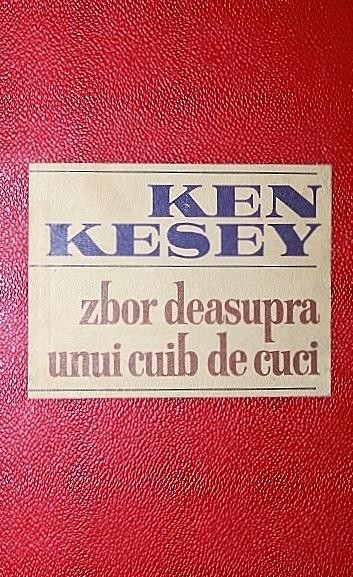 KEN
KESEY
zbor deasupra
unui cuib de cuci